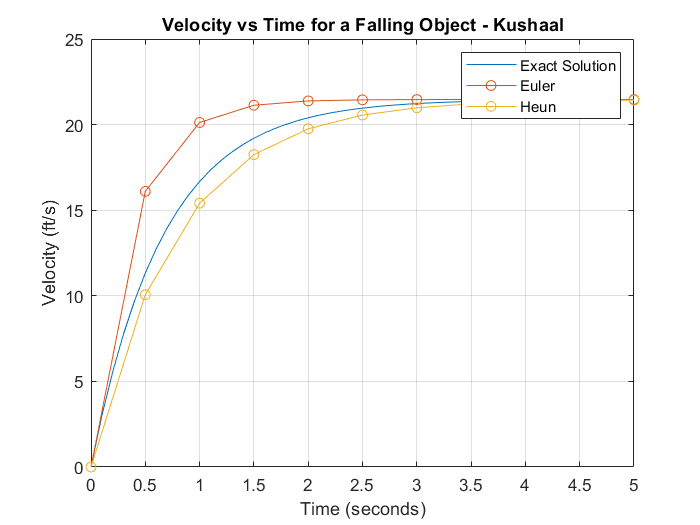 Velocity vs Time for a Falling Object - Kushaal
25
20
15
10
5
0
Velocity (ft/s)
Exact Solution
Euler
Heun
0 0.5 1 1.5 2 2.5 3 3.5 4 4.5 5
Time (seconds)